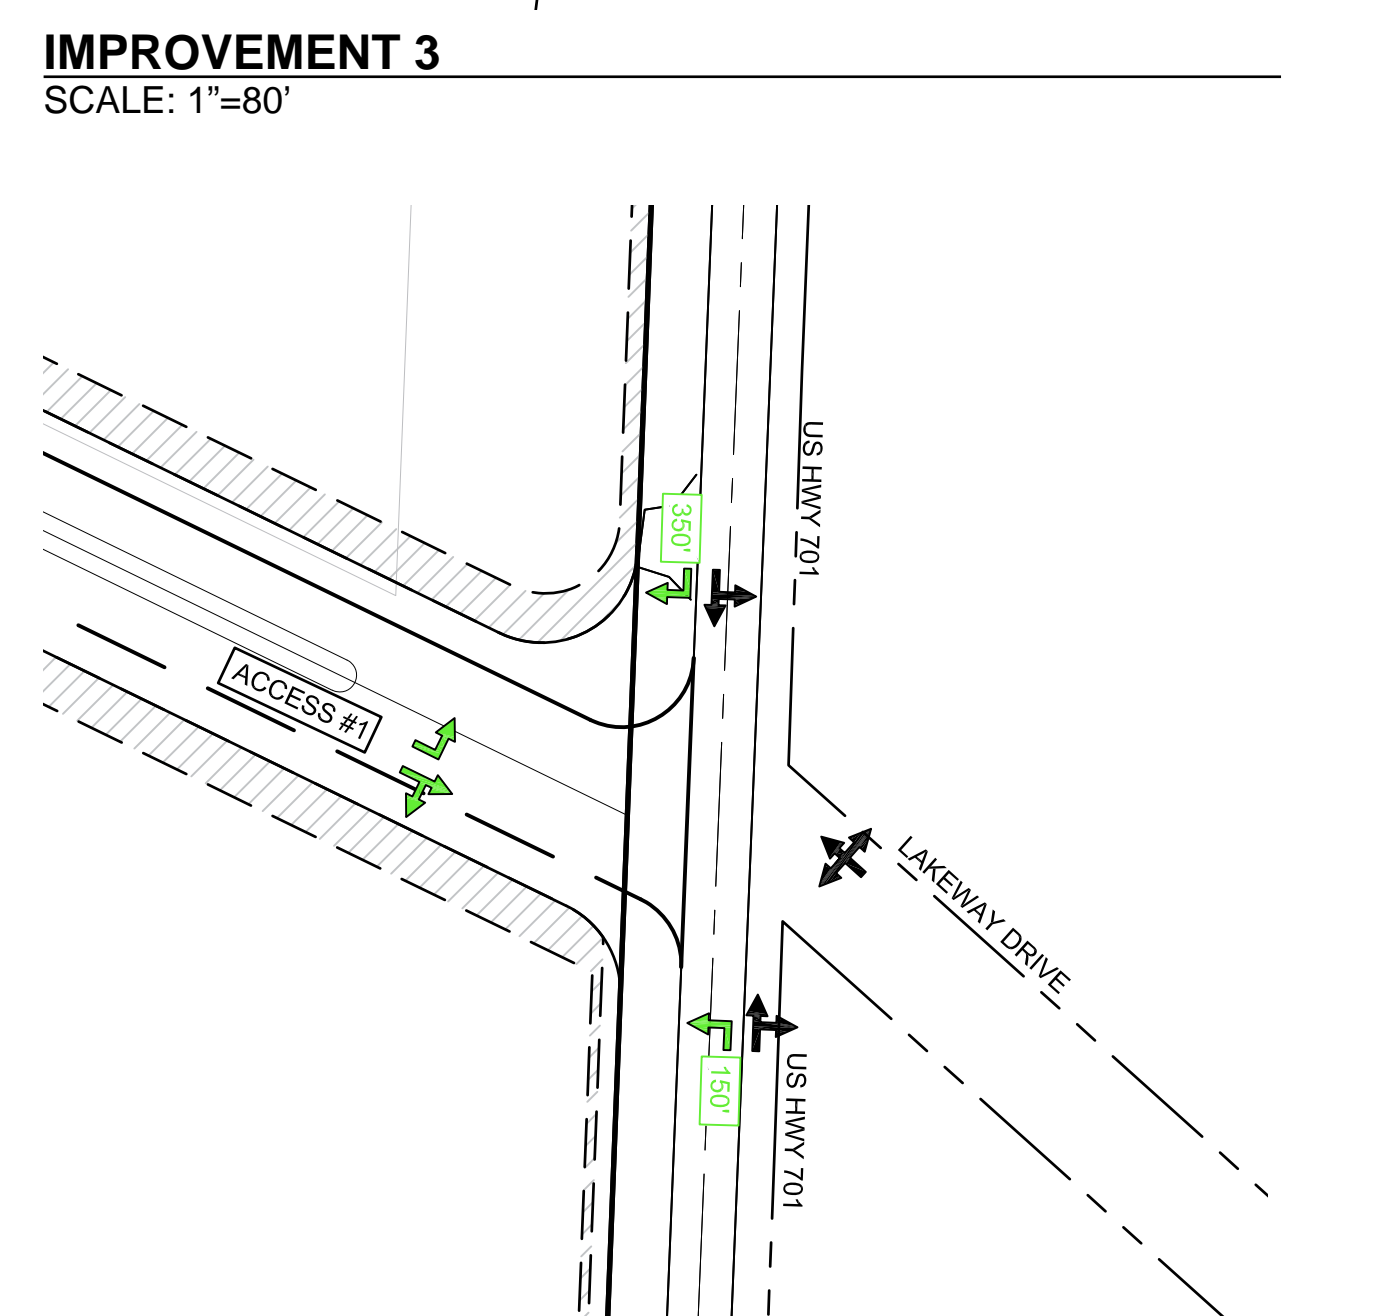 IMPROVEMENT 3
SCALE: 1”=80’
US HWY 701
350'
ACCESS #1
LAKEWAY DRIVE
150'
US HWY 701